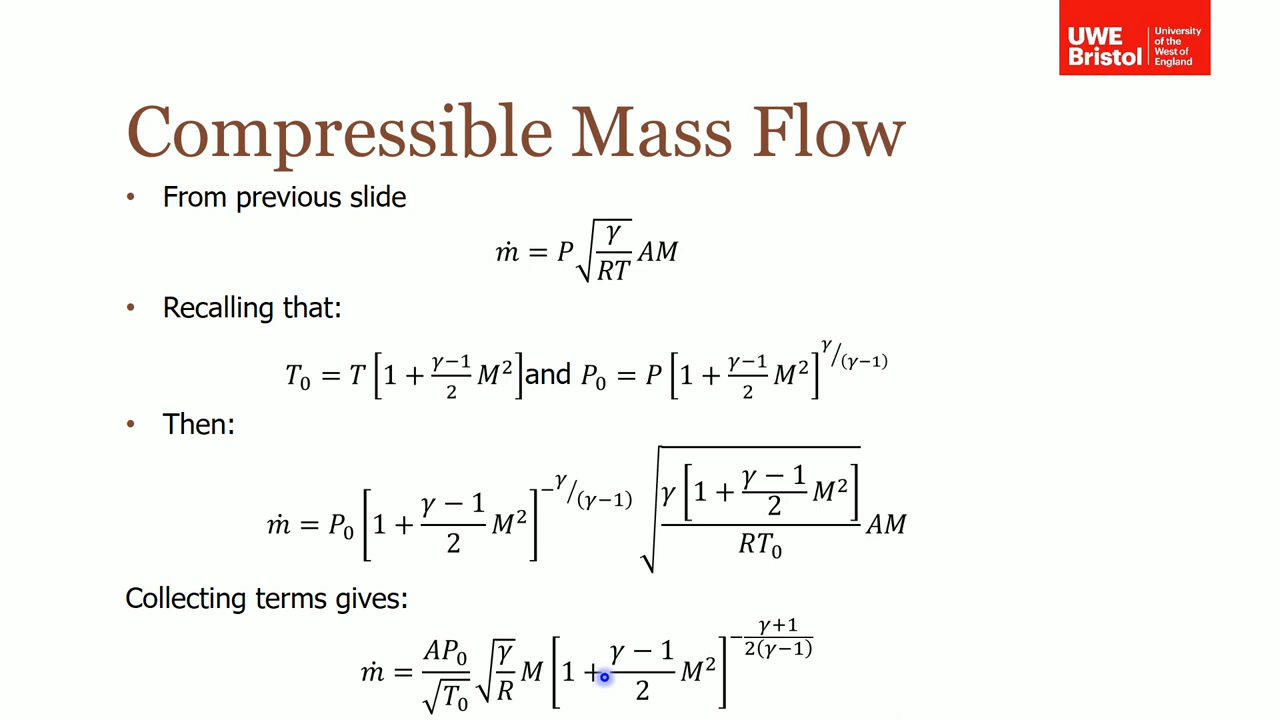 UWE Bristol | University of the West of England
Compressible Mass Flow
• From previous slide
ṁ = P√(γ/RT) AM
• Recalling that:
T₀ = T[1 + (γ−1)/2 M²] and P₀ = P[1 + (γ−1)/2 M²]^(γ/(γ−1))
• Then:
ṁ = P₀[1 + (γ − 1)/2 M²]^(−γ/(γ−1)) √(γ[1 + (γ − 1)/2 M²]/RT₀) AM
Collecting terms gives:
ṁ = AP₀/√T₀ √(γ/R) M[1 + (γ − 1)/2 M²]^(−(γ+1)/2(γ−1))